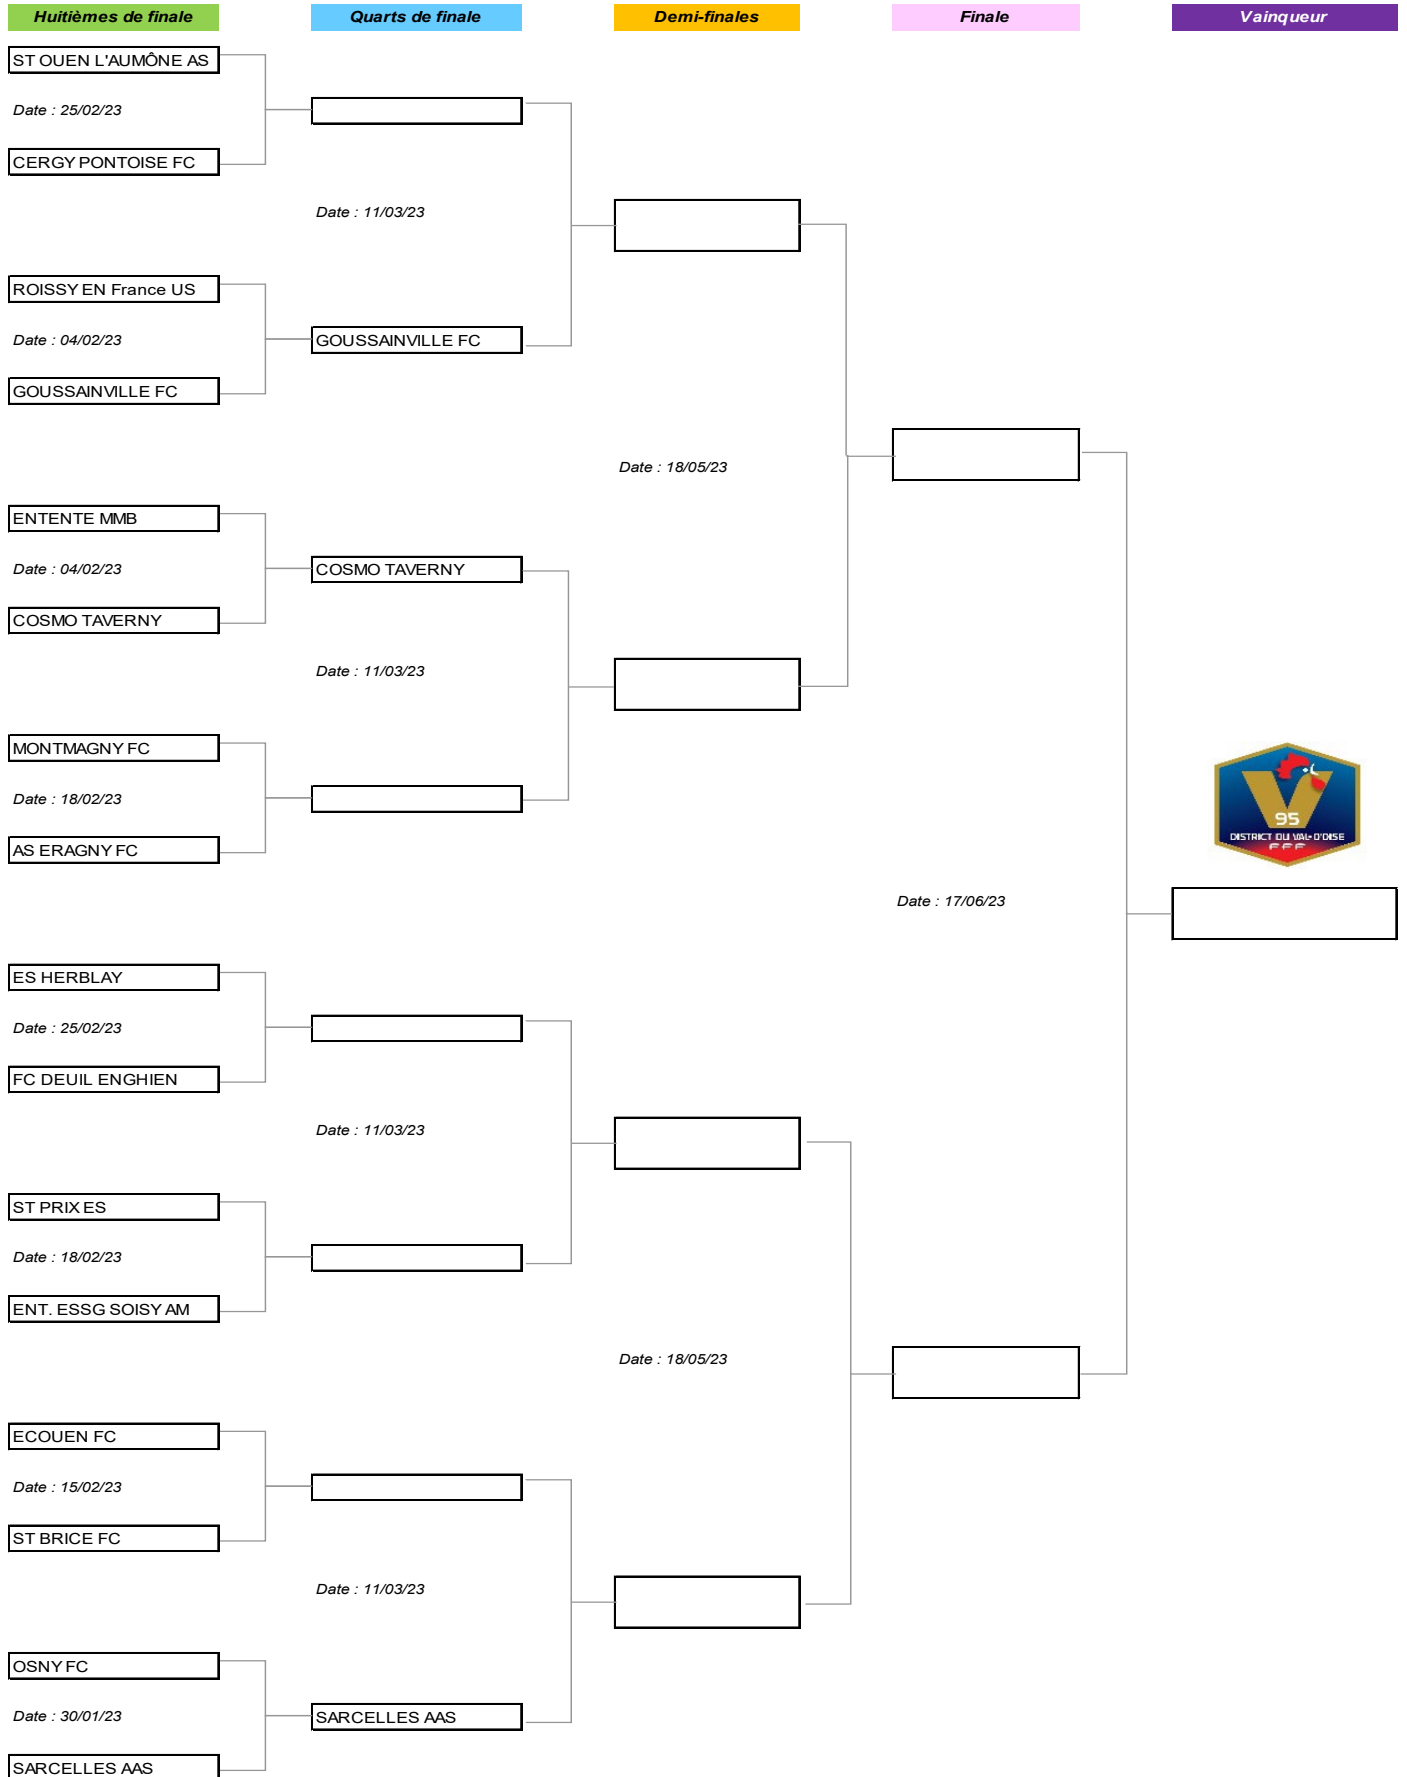 Huitièmes de finale
Quarts de finale
Demi-finales
Finale
Vainqueur
ST OUEN L'AUMÔNE AS
Date : 25/02/23
CERGY PONTOISE FC
Date : 11/03/23
ROISSY EN France US
Date : 04/02/23
GOUSSAINVILLE FC
GOUSSAINVILLE FC
Date : 18/05/23
ENTENTE MMB
Date : 04/02/23
COSMO TAVERNY
COSMO TAVERNY
Date : 11/03/23
MONTMAGNY FC
Date : 18/02/23
AS ERAGNY FC
95
DISTRICT DU VAL-D'OISE
FFF
Date : 17/06/23
ES HERBLAY
Date : 25/02/23
FC DEUIL ENGHIEN
Date : 11/03/23
ST PRIX ES
Date : 18/02/23
ENT. ESSG SOISY AM
Date : 18/05/23
ECOUEN FC
Date : 15/02/23
ST BRICE FC
Date : 11/03/23
OSNY FC
Date : 30/01/23
SARCELLES AAS
SARCELLES AAS